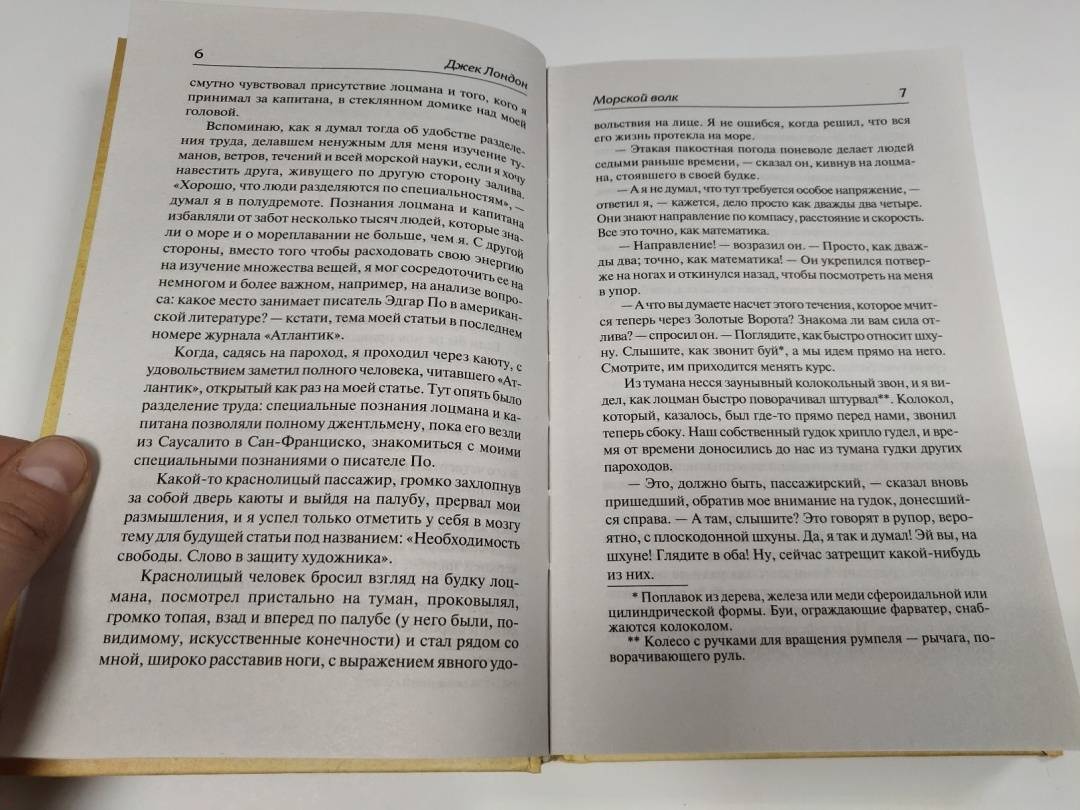 6
Джек Лондон
смутно чувствовал присутствие лоцмана и того, кого я
принимал за капитана, в стеклянном домике над моей
головой.
Вспоминаю, как я думал тогда об удобстве разделе-
ния труда, делавшем ненужным для меня изучение ту-
манов, ветров, течений и всей морской науки, если я хочу
навестить друга, живущего по другую сторону залива.
«Хорошо, что люди разделяются по специальностям», —
думал я в полудремоте. Познания лоцмана и капитана
избавляли от забот несколько тысяч людей, которые зна-
ли о море и о мореплавании не больше, чем я. С другой
стороны, вместо того чтобы расходовать свою энергию
на изучение множества вещей, я мог сосредоточить ее на
немногом и более важном, например, на анализе вопро-
са: какое место занимает писатель Эдгар По в американ-
ской литературе? — кстати, тема моей статьи в последнем
номере журнала «Атлантик».
Когда, садясь на пароход, я проходил через каюту, с
удовольствием заметил полного человека, читавшего «Ат-
лантик», открытый как раз на моей статье. Тут опять было
разделение труда: специальные познания лоцмана и ка-
питана позволяли полному джентльмену, пока его везли
из Саусалито в Сан-Франциско, знакомиться с моими
специальными познаниями о писателе По.
Какой-то краснолицый пассажир, громко захлопнув
за собой дверь каюты и выйдя на палубу, прервал мои
размышления, и я успел только отметить у себя в мозгу
тему для будущей статьи под названием: «Необходимость
свободы. Слово в защиту художника».
Краснолицый человек бросил взгляд на будку лоц-
мана, посмотрел пристально на туман, проковылял,
громко топая, взад и вперед по палубе (у него были, по-
видимому, искусственные конечности) и стал рядом со
мной, широко расставив ноги, с выражением явного удо-
Морской волк
7
вольствия на лице. Я не ошибся, когда решил, что вся
его жизнь протекла на море.
— Этакая пакостная погода поневоле делает людей
седыми раньше времени, — сказал он, кивнув на лоцма-
на, стоявшего в своей будке.
— А я не думал, что тут требуется особое напряжение, —
ответил я, — кажется, дело просто как дважды два четыре.
Они знают направление по компасу, расстояние и скорость.
Все это точно, как математика.
— Направление! — возразил он. — Просто, как дваж-
ды два; точно, как математика! — Он укрепился потвер-
же на ногах и откинулся назад, чтобы посмотреть на меня
в упор.
— А что вы думаете насчет этого течения, которое мчит-
ся теперь через Золотые Ворота? Знакома ли вам сила от-
лива? — спросил он. — Поглядите, как быстро относит шху-
ну. Слышите, как звонит буй*, а мы идем прямо на него.
Смотрите, им приходится менять курс.
Из тумана несся заунывный колокольный звон, и я ви-
дел, как лоцман быстро поворачивал штурвал**. Колокол,
который, казалось, был где-то прямо перед нами, звонил
теперь сбоку. Наш собственный гудок хрипло гудел, и вре-
мя от времени доносились до нас из тумана гудки других
пароходов.
— Это, должно быть, пассажирский, — сказал вновь
пришедший, обратив мое внимание на гудок, донесший-
ся справа. — А там, слышите? Это говорят в рупор, веро-
ятно, с плоскодонной шхуны. Да, я так и думал! Эй вы, на
шхуне! Глядите в оба! Ну, сейчас затрещит какой-нибудь
из них.
* Поплавок из дерева, железа или меди сфероидальной или
цилиндрической формы. Буи, ограждающие фарватер, снаб-
жаются колоколом.
** Колесо с ручками для вращения румпеля — рычага, по-
ворачивающего руль.